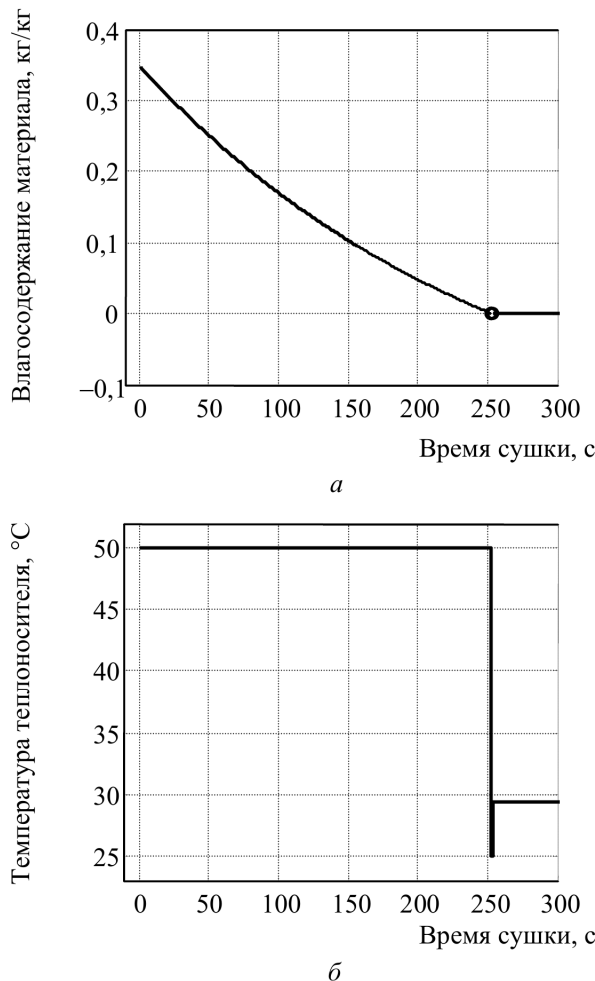 Влагосодержание материала, кг/кг
0,4
0,3
0,2
0,1
0
–0,1
0 50 100 150 200 250 300
Время сушки, с
а
Температура теплоносителя, °С
50
45
40
35
30
25
0 50 100 150 200 250 300
Время сушки, с
б